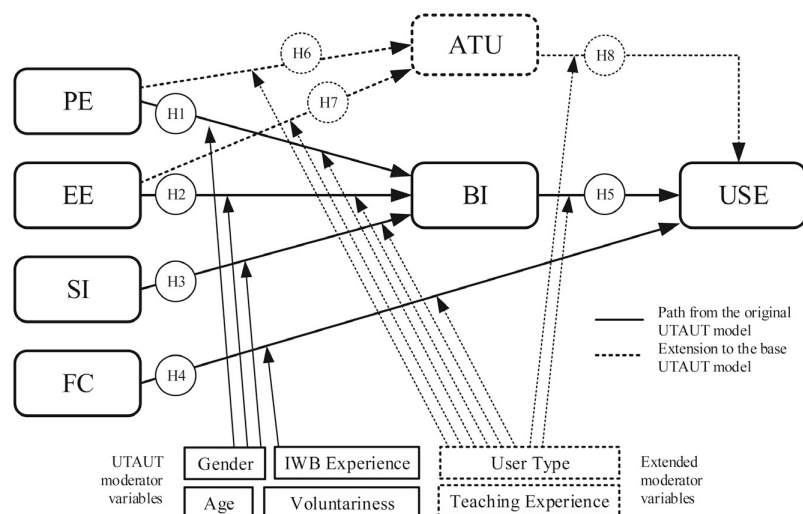 ATU
H6
H8
PE
H7
H1
EE
H2
BI
H5
USE
SI
H3
Path from the original
UTAUT model
Extension to the base
UTAUT model
FC
H4
UTAUT
moderator
variables
Gender
IWB Experience
User Type
Extended
moderator
variables
Age
Voluntariness
Teaching Experience